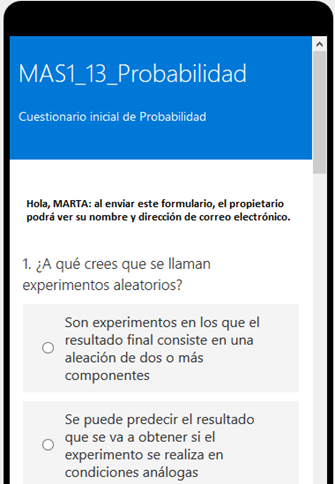 MAS1_13_Probabilidad
Cuestionario inicial de Probabilidad
Hola, MARTA: al enviar este formulario, el propietario
podrá ver su nombre y dirección de correo electrónico.
1. ¿A qué crees que se llaman
experimentos aleatorios?
Son experimentos en los que el
resultado final consiste en una
aleación de dos o más
componentes
Se puede predecir el resultado
que se va a obtener si el
experimento se realiza en
condiciones análogas